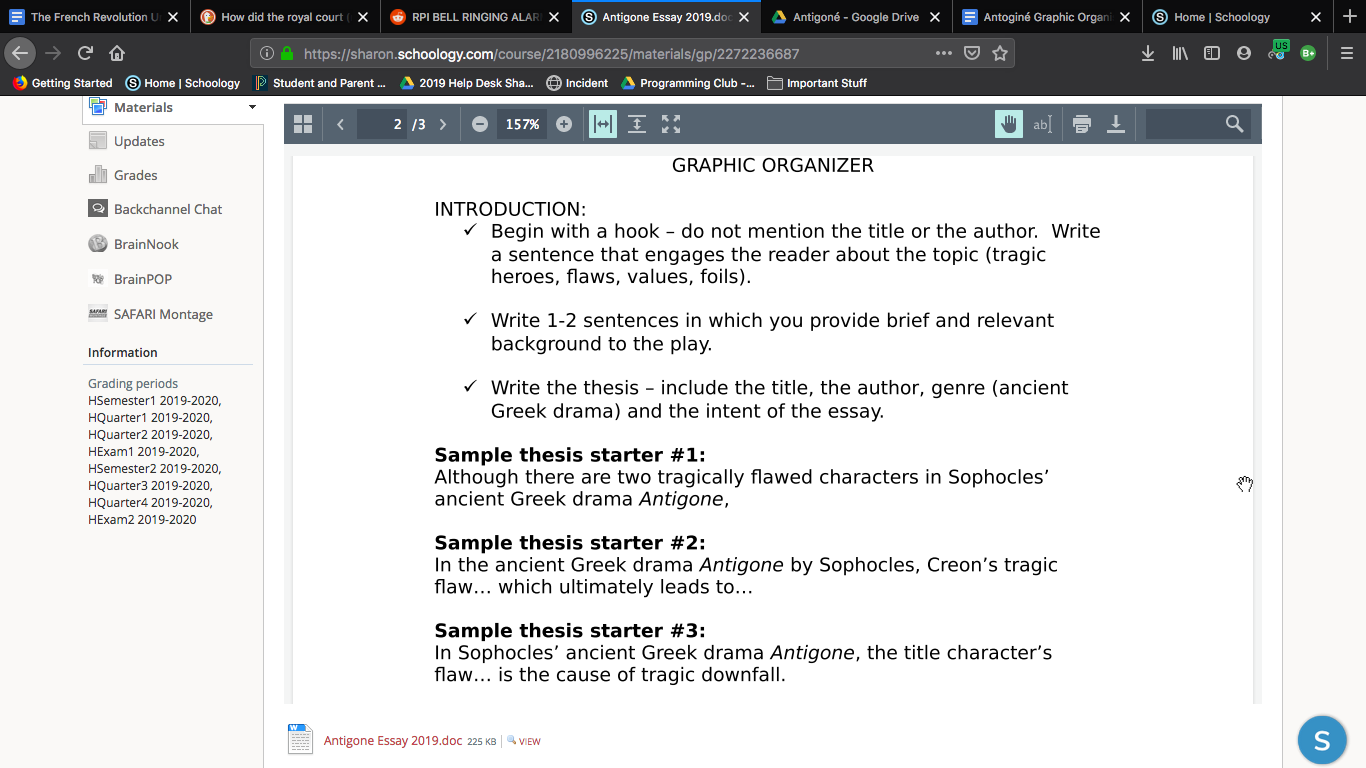 The French Revolution Un
How did the royal court (
RPI BELL RINGING ALAR
Antigone Essay 2019.doc
Antigoné - Google Drive
Antoginé Graphic Organi
Home | Schoology
https://sharon.schoology.com/course/2180996225/materials/gp/2272236687
US
B+
Getting Started
Home | Schoology
Student and Parent ...
2019 Help Desk Sha...
Incident
Programming Club -...
Important Stuff
Materials
Updates
Grades
Backchannel Chat
BrainNook
BrainPOP
SAFARI Montage
Information
Grading periods
HSemester1 2019-2020,
HQuarter1 2019-2020,
HQuarter2 2019-2020,
HExam1 2019-2020,
HSemester2 2019-2020,
HQuarter3 2019-2020,
HQuarter4 2019-2020,
HExam2 2019-2020
2 /3
157%
ab
GRAPHIC ORGANIZER
INTRODUCTION:
✓ Begin with a hook – do not mention the title or the author.  Write
a sentence that engages the reader about the topic (tragic
heroes, flaws, values, foils).
✓ Write 1-2 sentences in which you provide brief and relevant
background to the play.
✓ Write the thesis – include the title, the author, genre (ancient
Greek drama) and the intent of the essay.
Sample thesis starter #1:
Although there are two tragically flawed characters in Sophocles’
ancient Greek drama Antigone,
Sample thesis starter #2:
In the ancient Greek drama Antigone by Sophocles, Creon’s tragic
flaw… which ultimately leads to…
Sample thesis starter #3:
In Sophocles’ ancient Greek drama Antigone, the title character’s
flaw… is the cause of tragic downfall.
Antigone Essay 2019.doc 225 KB VIEW
S